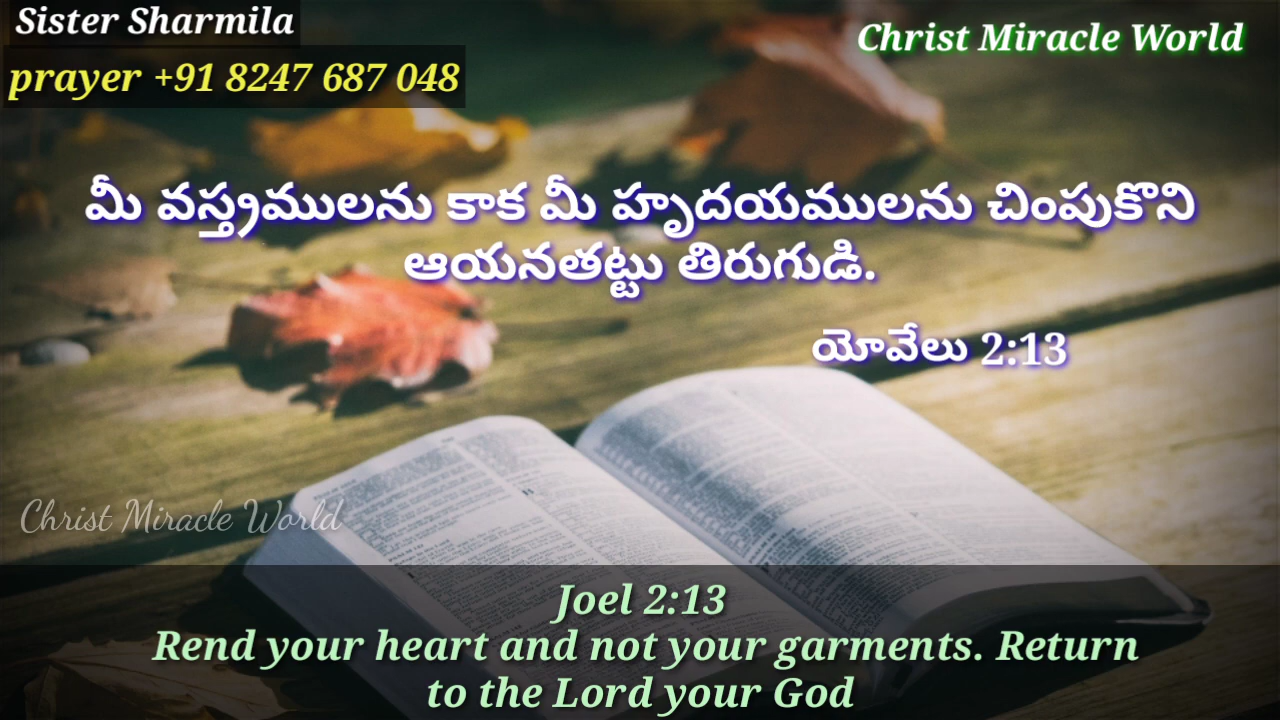 Sister Sharmila
prayer +91 8247 687 048
Christ Miracle World
మీ వస్త్రములను కాక మీ హృదయములను చింపుకొని
ఆయనతట్టు తిరుగుడి.
యోవేలు 2:13
Christ Miracle World
Joel 2:13
Rend your heart and not your garments. Return
to the Lord your God